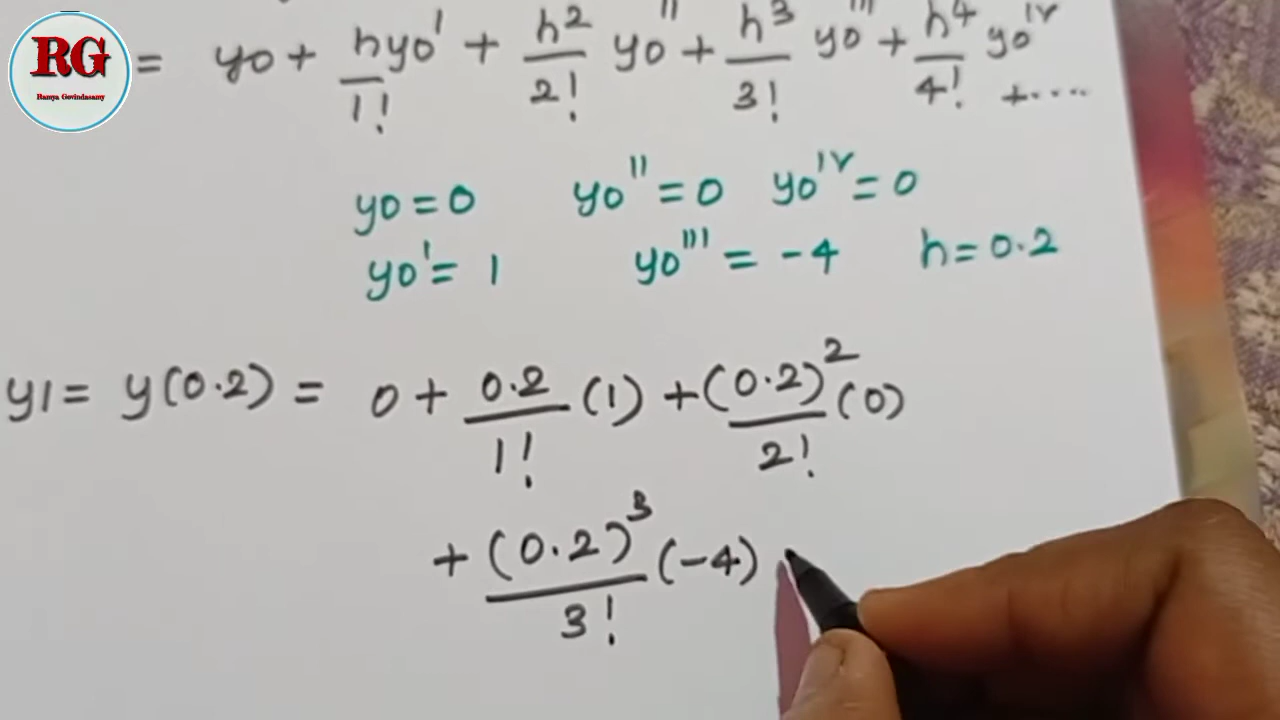 RG
Ramya Govindasamy
= y0 + hy0'/1! + h²/2! y0'' + h³/3! y0''' + h⁴/4! y0^IV + ....
y0 = 0 y0'' = 0 y0^IV = 0
y0' = 1 y0''' = -4 h = 0.2
y1 = y(0.2) = 0 + 0.2/1! (1) + (0.2)²/2! (0)
+ (0.2)³/3! (-4)